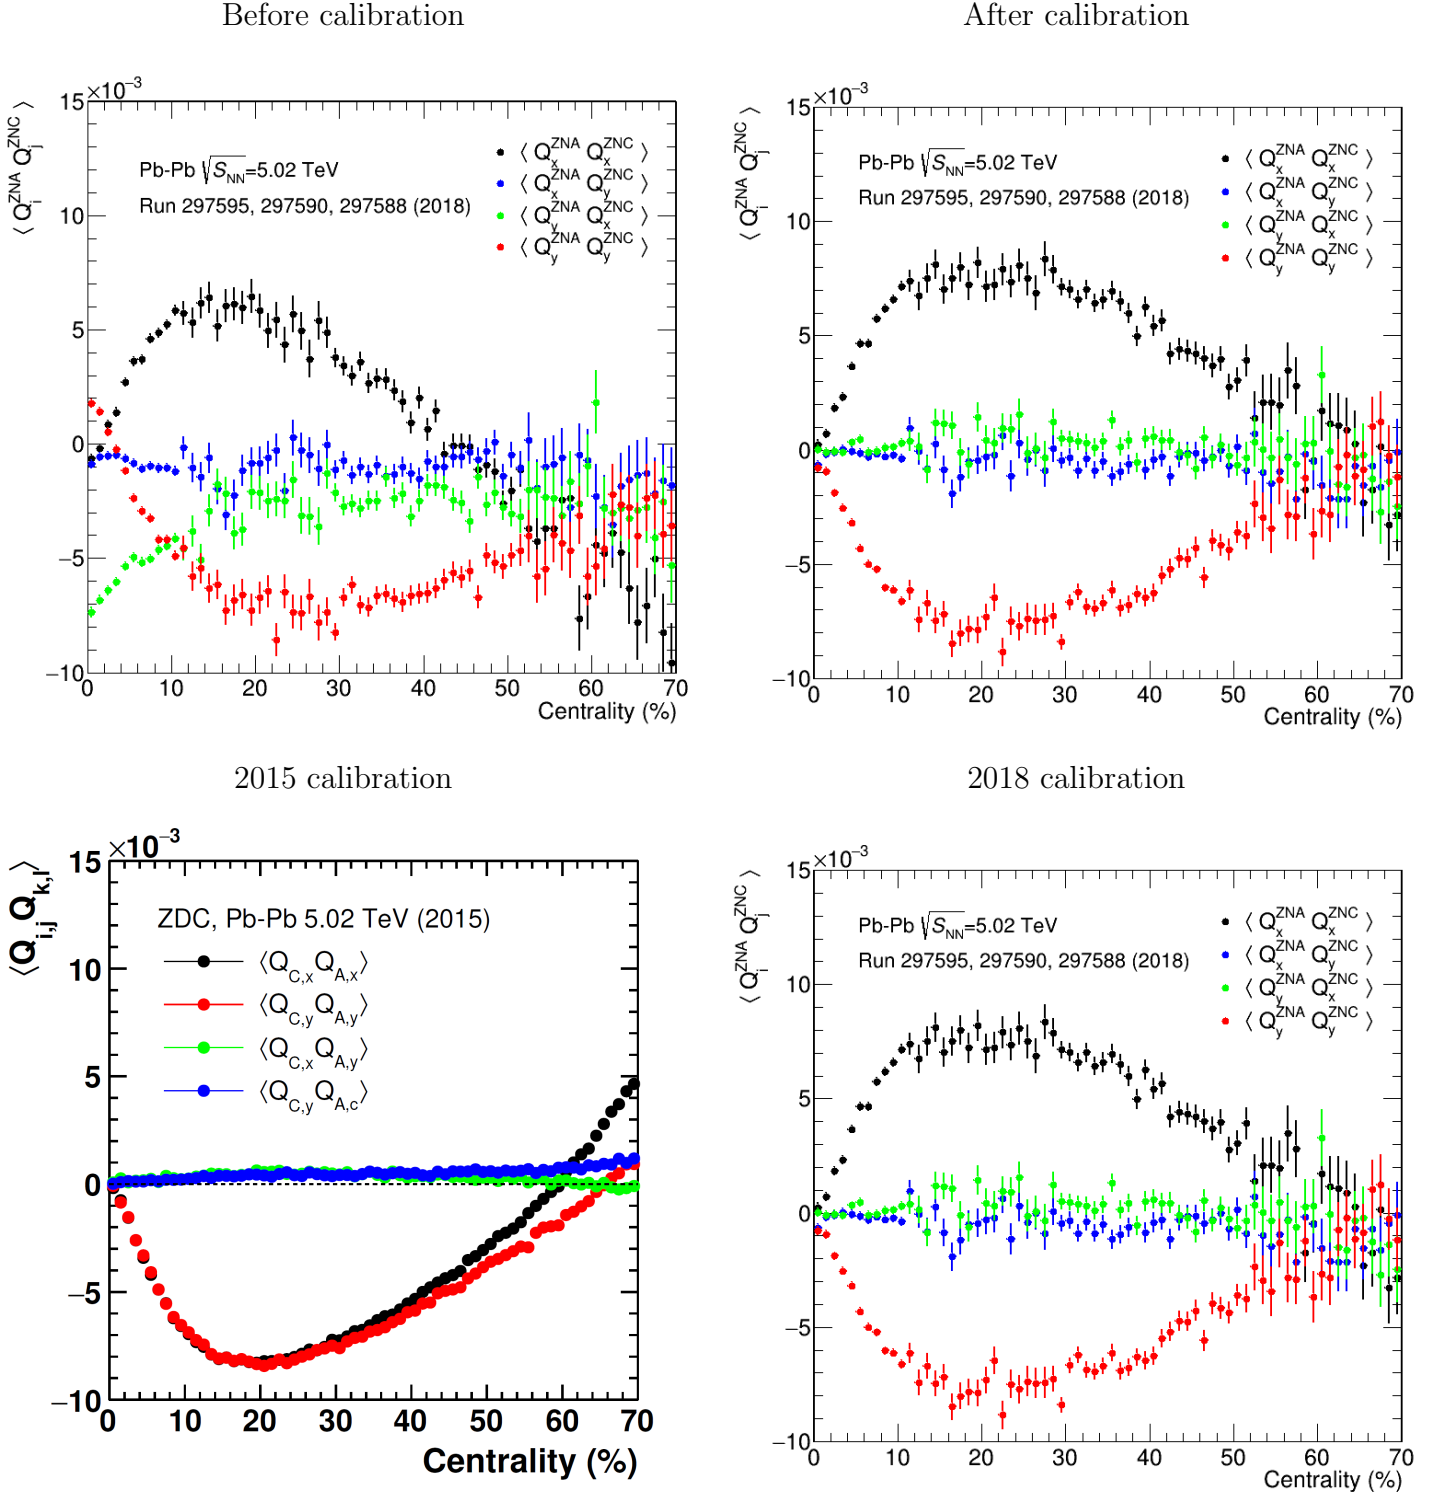 Before calibration
After calibration
×10⁻³
⟨ Q_i^ZNA Q_j^ZNC ⟩
15
10
5
0
−5
−10
Pb-Pb √S_NN=5.02 TeV
Run 297595, 297590, 297588 (2018)
⟨ Q_x^ZNA Q_x^ZNC ⟩
⟨ Q_x^ZNA Q_y^ZNC ⟩
⟨ Q_y^ZNA Q_x^ZNC ⟩
⟨ Q_y^ZNA Q_y^ZNC ⟩
0 10 20 30 40 50 60 70
Centrality (%)
×10⁻³
⟨ Q_i^ZNA Q_j^ZNC ⟩
15
10
5
0
−5
−10
Pb-Pb √S_NN=5.02 TeV
Run 297595, 297590, 297588 (2018)
⟨ Q_x^ZNA Q_x^ZNC ⟩
⟨ Q_x^ZNA Q_y^ZNC ⟩
⟨ Q_y^ZNA Q_x^ZNC ⟩
⟨ Q_y^ZNA Q_y^ZNC ⟩
0 10 20 30 40 50 60 70
Centrality (%)
2015 calibration
2018 calibration
×10⁻³
⟨Q_i,j Q_k,l⟩
15
10
5
0
−5
−10
ZDC, Pb-Pb 5.02 TeV (2015)
⟨Q_C,x Q_A,x⟩
⟨Q_C,y Q_A,y⟩
⟨Q_C,x Q_A,y⟩
⟨Q_C,y Q_A,c⟩
0 10 20 30 40 50 60 70
Centrality (%)
×10⁻³
⟨ Q_i^ZNA Q_j^ZNC ⟩
15
10
5
0
−5
−10
Pb-Pb √S_NN=5.02 TeV
Run 297595, 297590, 297588 (2018)
⟨ Q_x^ZNA Q_x^ZNC ⟩
⟨ Q_x^ZNA Q_y^ZNC ⟩
⟨ Q_y^ZNA Q_x^ZNC ⟩
⟨ Q_y^ZNA Q_y^ZNC ⟩
0 10 20 30 40 50 60 70
Centrality (%)